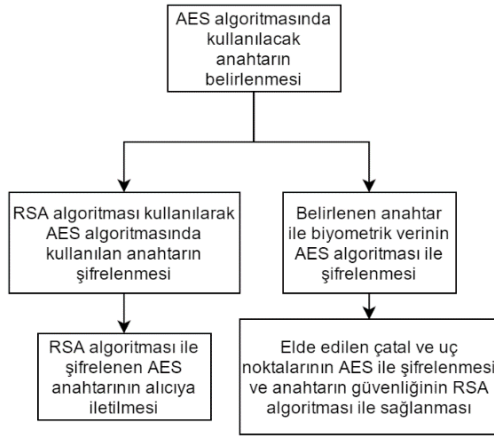 AES algoritmasında
kullanılacak
anahtarın
belirlenmesi
RSA algoritması kullanılarak
AES algoritmasında
kullanılan anahtarın
şifrelenmesi
Belirlenen anahtar
ile biyometrik verinin
AES algoritması ile
şifrelenmesi
RSA algoritması ile
şifrelenen AES
anahtarının alıcıya
iletilmesi
Elde edilen çatal ve uç
noktalarının AES ile şifrelenmesi
ve anahtarın güvenliğinin RSA
algoritması ile sağlanması